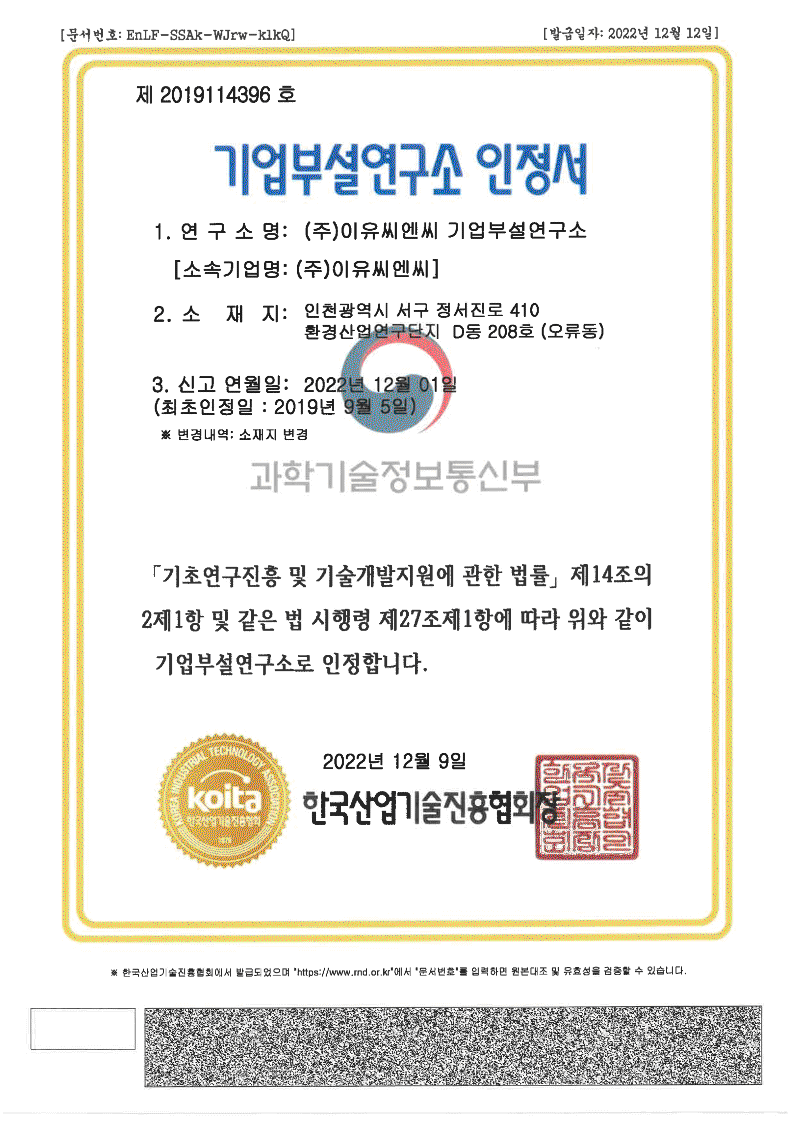 [문서번호: EnLF-SSAk-WJrw-klkQ]
[발급일자: 2022년 12월 12일]
제 2019114396 호
기업부설연구소 인정서
1. 연 구 소 명: (주)이유씨엔씨 기업부설연구소
[소속기업명: (주)이유씨엔씨]
2. 소 재 지: 인천광역시 서구 정서진로 410
환경산업연구단지 D동 208호 (오류동)
3. 신고 연월일: 2022년 12월 01일
(최초인정일 : 2019년 9월 5일)
※ 변경내역: 소재지 변경
과학기술정보통신부
「기초연구진흥 및 기술개발지원에 관한 법률」 제14조의
2제1항 및 같은 법 시행령 제27조제1항에 따라 위와 같이
기업부설연구소로 인정합니다.
2022년 12월 9일
KOREA INDUSTRIAL TECHNOLOGY ASSOCIATION
koita
한국산업기술진흥협회
1979
한국산업기술진흥협회장
※ 한국산업기술진흥협회에서 발급되었으며 "https://www.rnd.or.kr"에서 "문서번호"를 입력하면 원본대조 및 유효성을 검증할 수 있습니다.